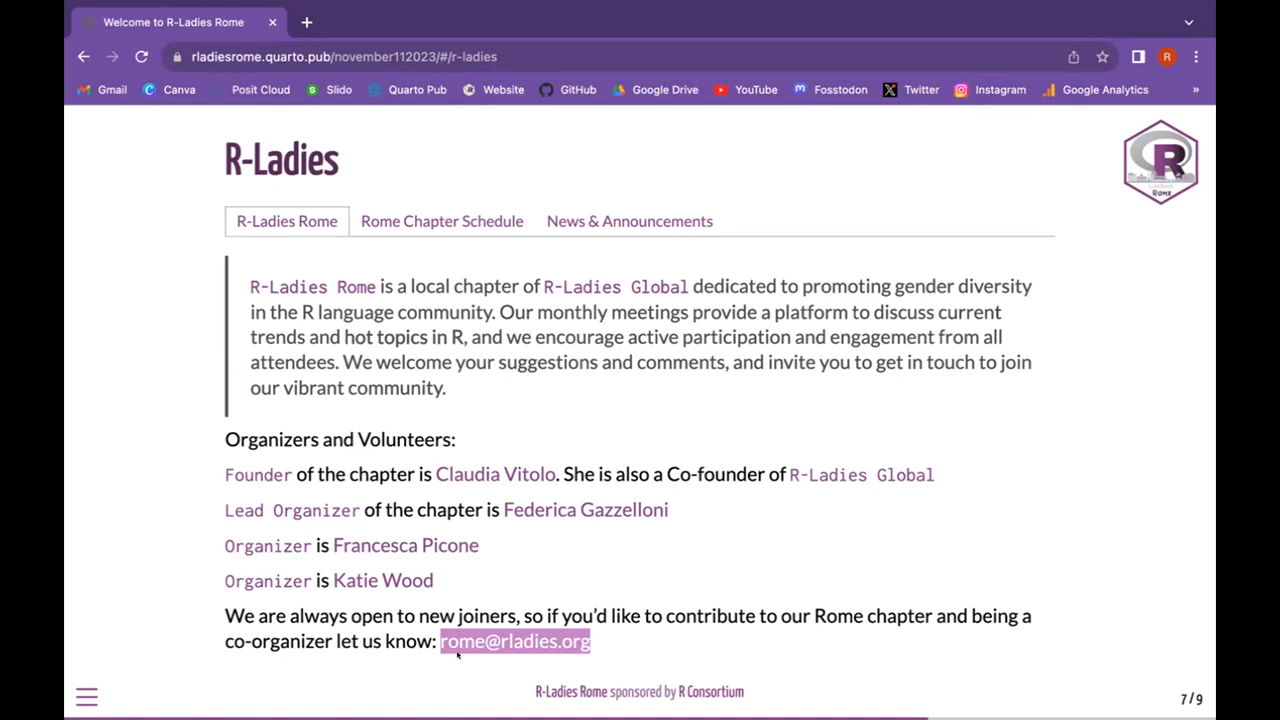 Welcome to R-Ladies Rome
rladiesrome.quarto.pub/november112023/#/r-ladies
R
Gmail Canva Posit Cloud Slido Quarto Pub Website GitHub Google Drive YouTube Fosstodon Twitter Instagram Google Analytics »
R-Ladies
R
ROME
R-Ladies Rome Rome Chapter Schedule News & Announcements
R-Ladies Rome is a local chapter of R-Ladies Global dedicated to promoting gender diversity
in the R language community. Our monthly meetings provide a platform to discuss current
trends and hot topics in R, and we encourage active participation and engagement from all
attendees. We welcome your suggestions and comments, and invite you to get in touch to join
our vibrant community.
Organizers and Volunteers:
Founder of the chapter is Claudia Vitolo. She is also a Co-founder of R-Ladies Global
Lead Organizer of the chapter is Federica Gazzelloni
Organizer is Francesca Picone
Organizer is Katie Wood
We are always open to new joiners, so if you'd like to contribute to our Rome chapter and being a
co-organizer let us know: rome@rladies.org
R-Ladies Rome sponsored by R Consortium
7 / 9